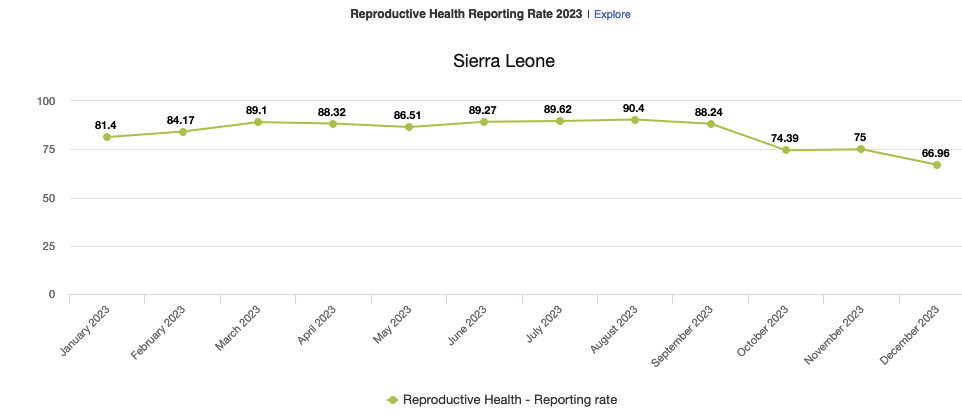 Reproductive Health Reporting Rate 2023 | Explore
Sierra Leone
100
75
50
25
0
81.4
84.17
89.1
88.32
86.51
89.27
89.62
90.4
88.24
74.39
75
66.96
January 2023
February 2023
March 2023
April 2023
May 2023
June 2023
July 2023
August 2023
September 2023
October 2023
November 2023
December 2023
Reproductive Health - Reporting rate